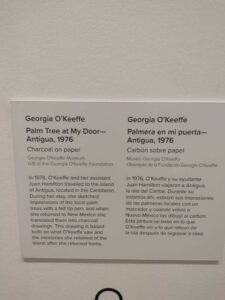 Georgia O'Keeffe
Palm Tree at My Door—
Antigua, 1976
Charcoal on paper
Georgia O'Keeffe Museum
Gift of the Georgia O'Keeffe Foundation
In 1976, O'Keeffe and her assistant
Juan Hamilton traveled to the island
of Antigua, located in the Caribbean.
During her stay, she sketched
impressions of the local palm
trees with a felt tip pen, and when
she returned to New Mexico she
translated them into charcoal
drawings. This drawing is based
both on what O'Keeffe saw and
the memories she retained of the
island after she returned home.
Georgia O'Keeffe
Palmera en mi puerta—
Antigua, 1976
Carbón sobre papel
Museo Georgia O'Keeffe
Obsequio de la Fundación Georgia O'Keeffe
In 1976, O'Keeffe y su ayudante
Juan Hamilton viajaron a Antigua,
la isla del Caribe. Durante su
estancia ahí esbozó sus impresiones
de las palmeras locales con un
marcador y cuando volvió a
Nuevo México las dibujó al carbón.
Esta pintura se basa en lo que
O'Keeffe vio y lo que retuvo de
la isla después de regresar a casa.